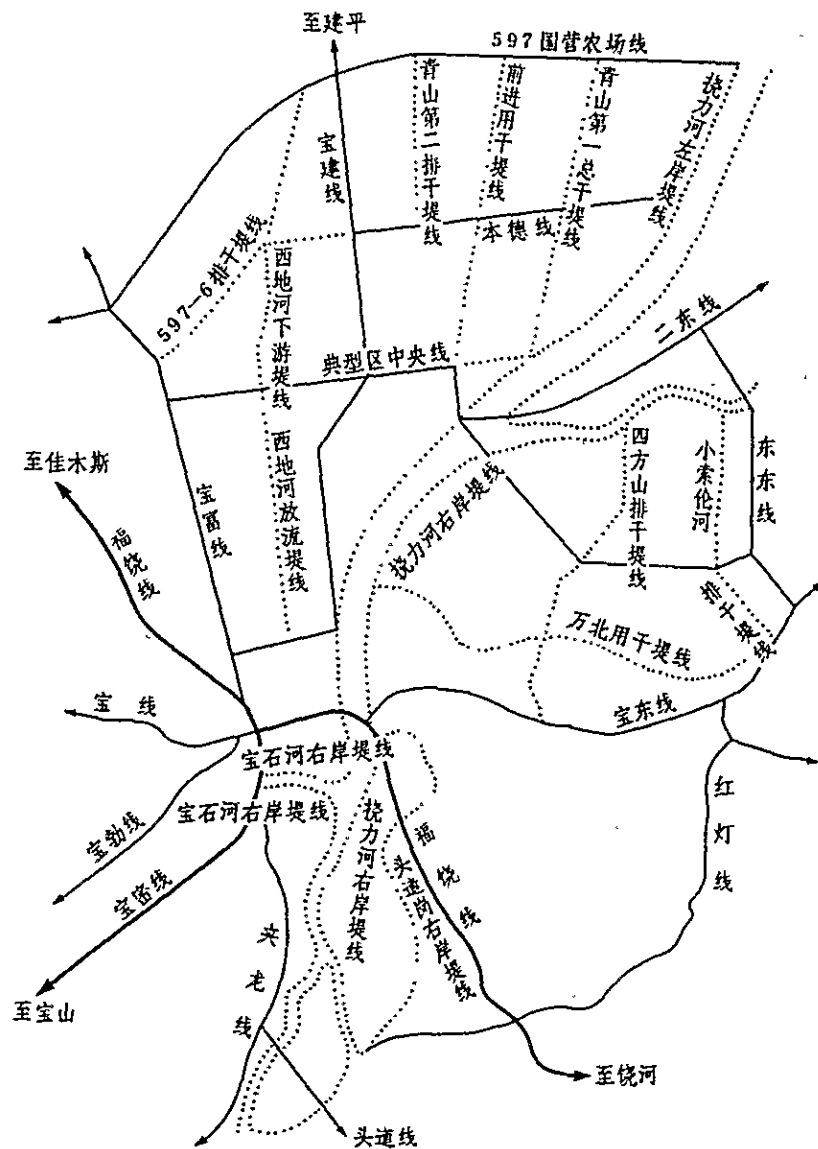 至建平
597国营农场线
宝建线
青山第二排干堤线
前进用干堤线
青山第一总干堤线
挠力河左岸堤线
本德线
597—6排干堤线
西地河下游堤线
典型区中央线
二东线
至佳木斯
宝富线
西地河放流堤线
挠力河右岸堤线
四方山排干堤线
小索伦河
东东线
福绕线
排干堤线
万北用干堤线
宝线
宝东线
宝石河右岸堤线
宝石河右岸堤线
宝勃线
宝密线
挠力河右岸堤线
福饶线
头道岗右岸堤线
红灯线
至宝山
线
至饶河
头道线